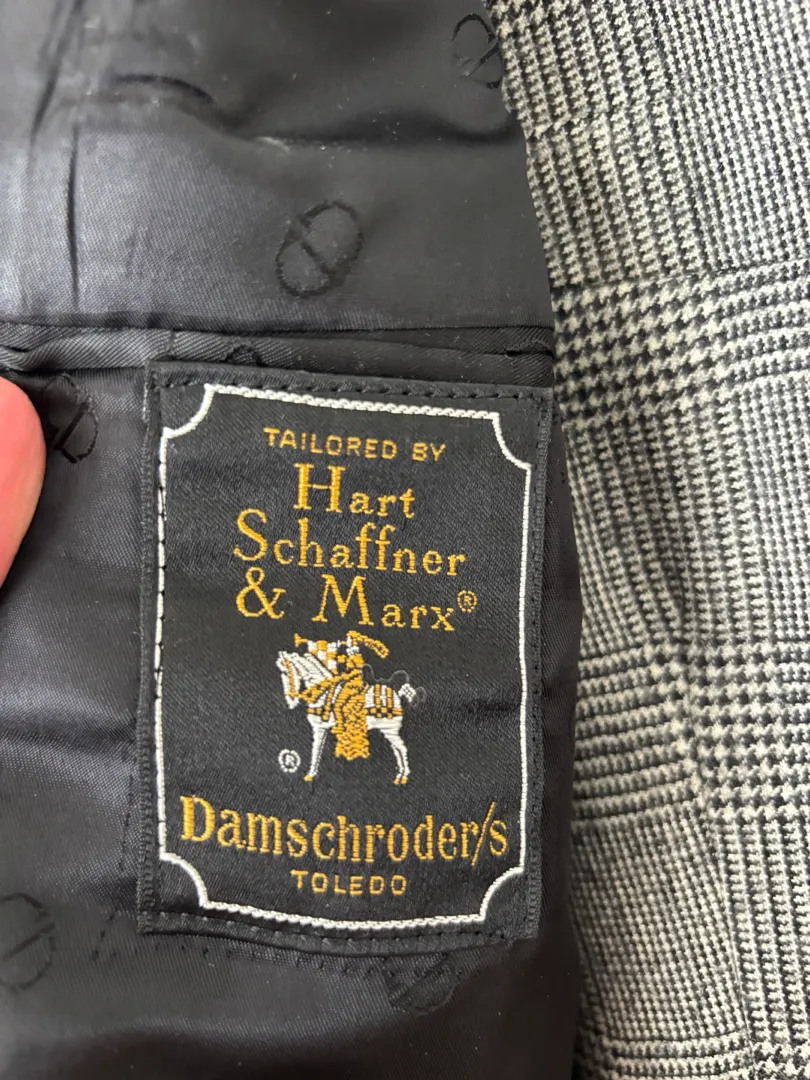 TAILORED BY
Hart
Schaffner
& Marx®
®
Damschroder/s
TOLEDO